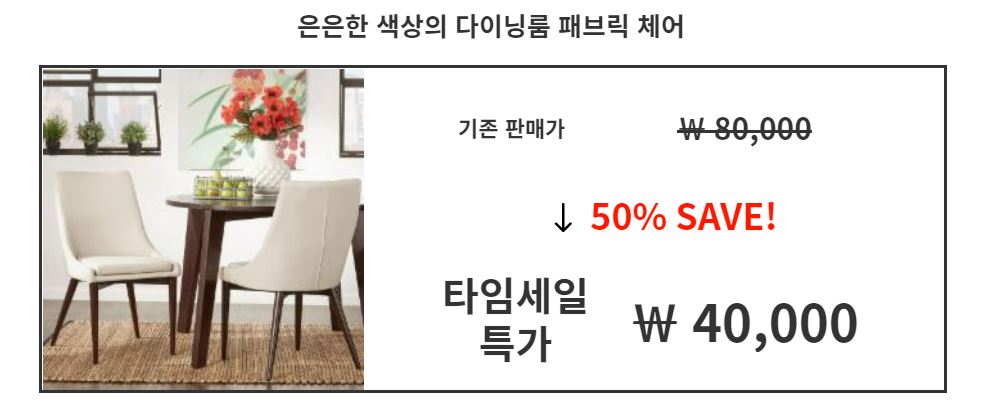 은은한 색상의 다이닝룸 패브릭 체어
기존 판매가 ₩ 80,000
↓ 50% SAVE!
타임세일
특가
₩ 40,000